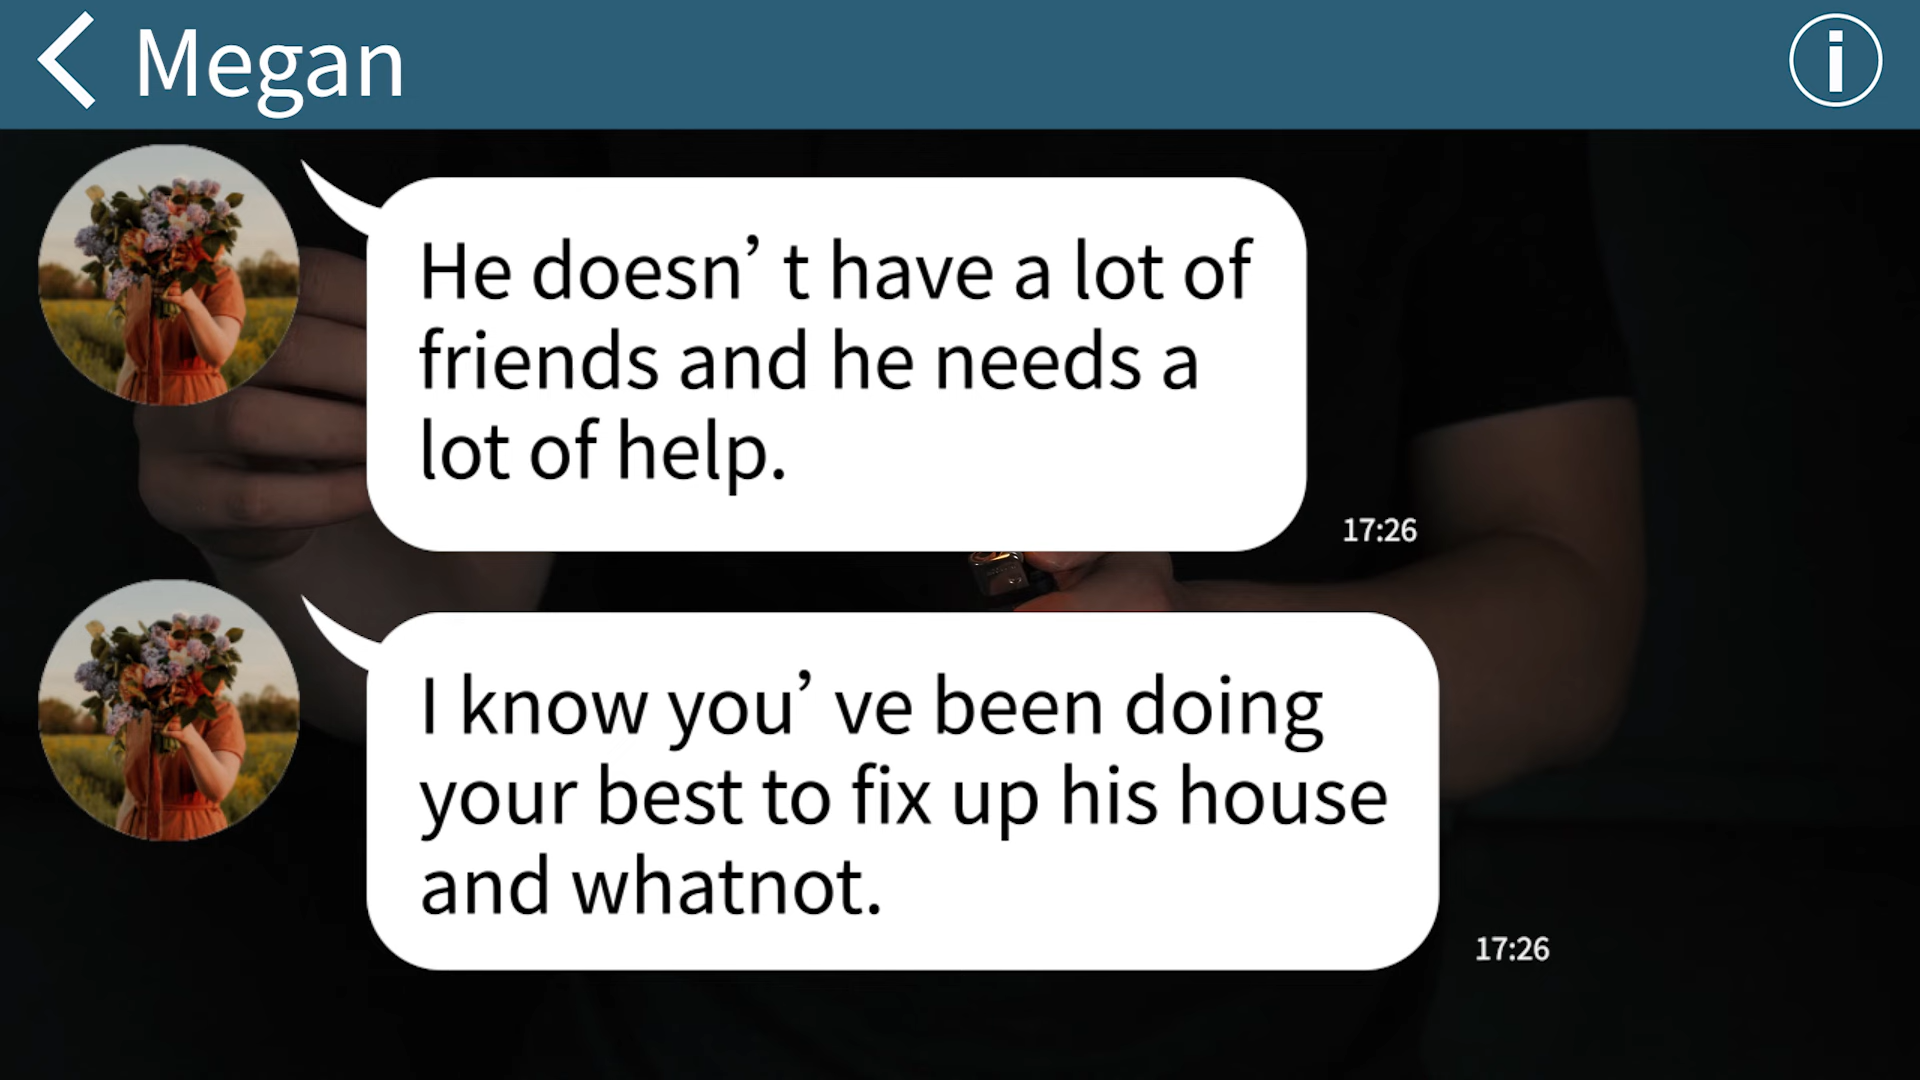 Megan
He doesn’t have a lot of
friends and he needs a
lot of help.
17:26
I know you’ve been doing
your best to fix up his house
and whatnot.
17:26